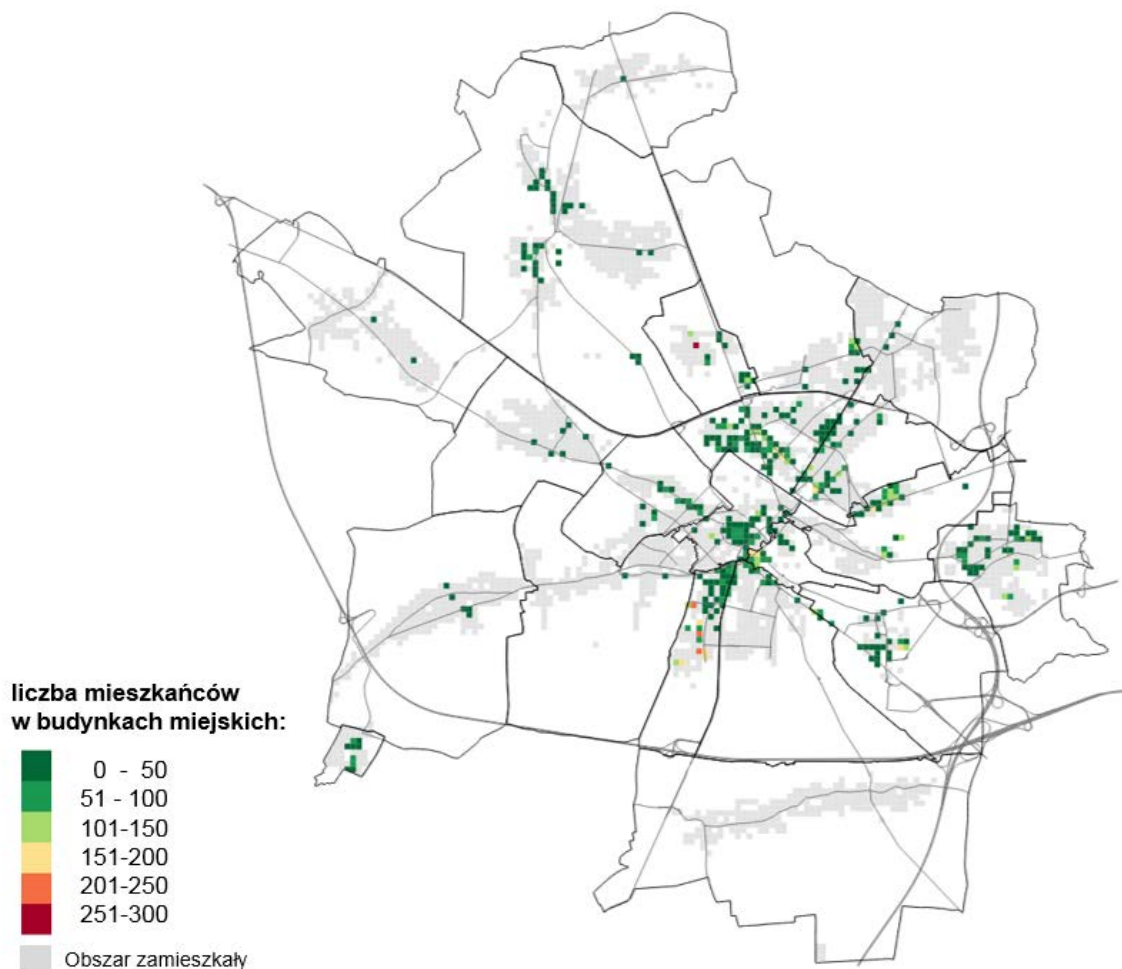 liczba mieszkańców
w budynkach miejskich:
0 - 50
51 - 100
101-150
151-200
201-250
251-300
Obszar zamieszkały